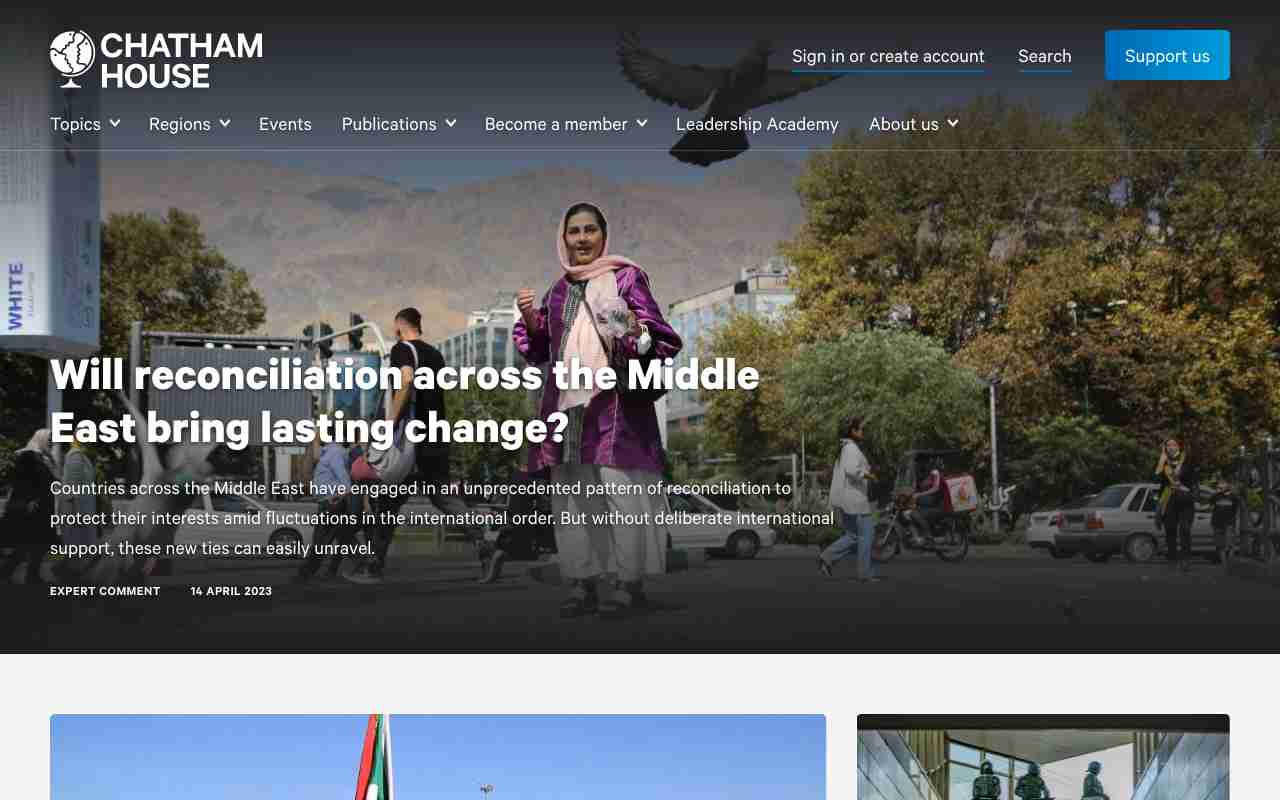 CHATHAM
HOUSE
Sign in or create account
Search
Support us
Topics
Regions
Events
Publications
Become a member
Leadership Academy
About us
WHITE
Will reconciliation across the Middle
East bring lasting change?
Countries across the Middle East have engaged in an unprecedented pattern of reconciliation to
protect their interests amid fluctuations in the international order. But without deliberate international
support, these new ties can easily unravel.
EXPERT COMMENT
14 APRIL 2023